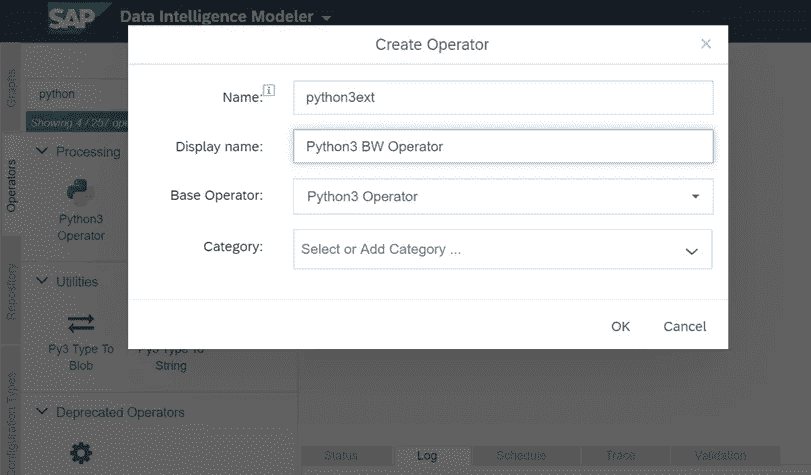 SAP Data Intelligence Modeler
Create Operator
Graphs
python
Name:
python3ext
Showing 4 / 257 ope
Display name:
Python3 BW Operator
Operators
Processing
Base Operator:
Python3 Operator
Python3
Operator
Category:
Select or Add Category ...
Repository
Utilities
OK
Cancel
Py3 Type To
Blob
Py3 Type To
String
Configuration Types
Deprecated Operators
Status
Log
Schedule
Trace
Validation